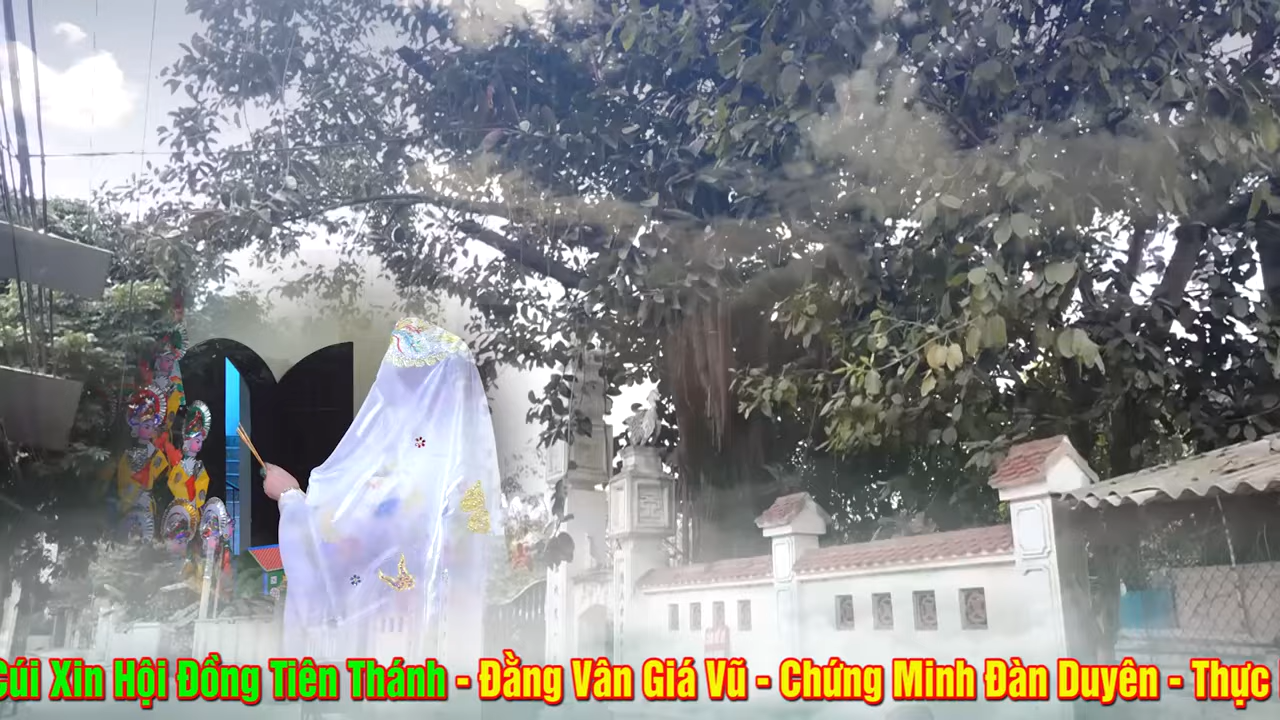 Cúi Xin Hội Đồng Tiên Thánh - Đằng Vân Giá Vũ - Chứng Minh Đàn Duyên - Thực